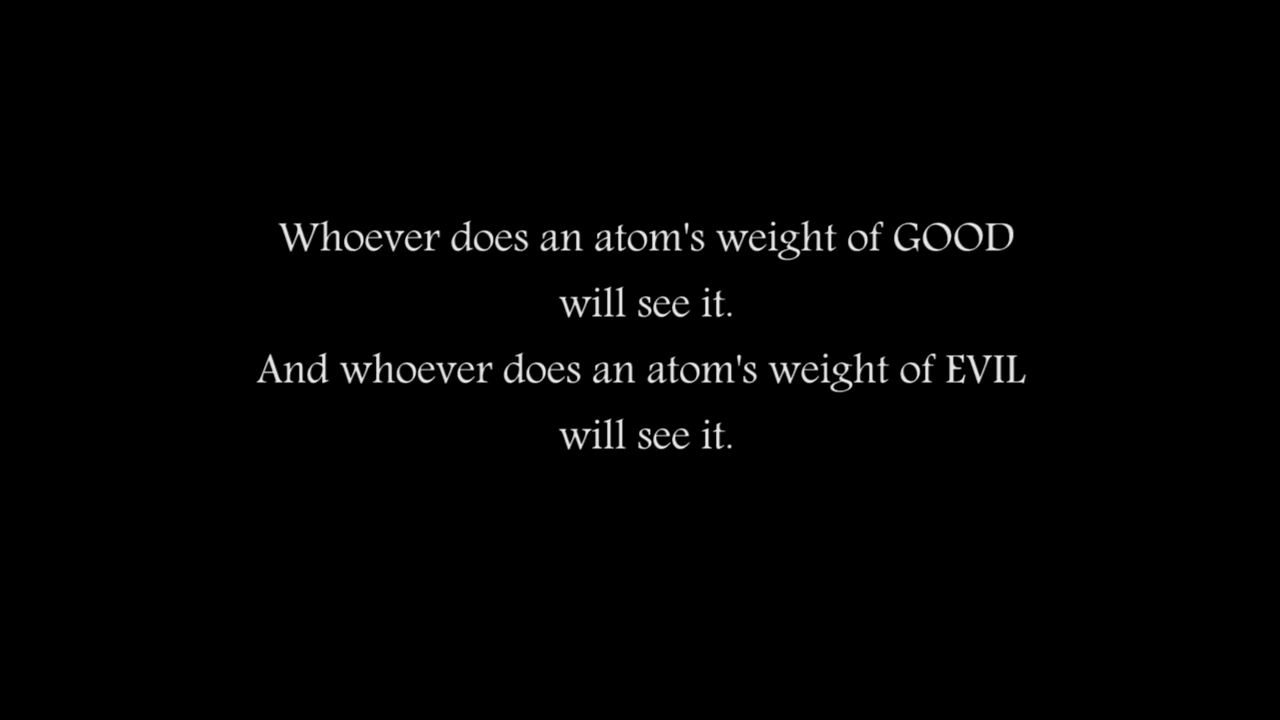 Whoever does an atom's weight of GOOD
will see it.
And whoever does an atom's weight of EVIL
will see it.